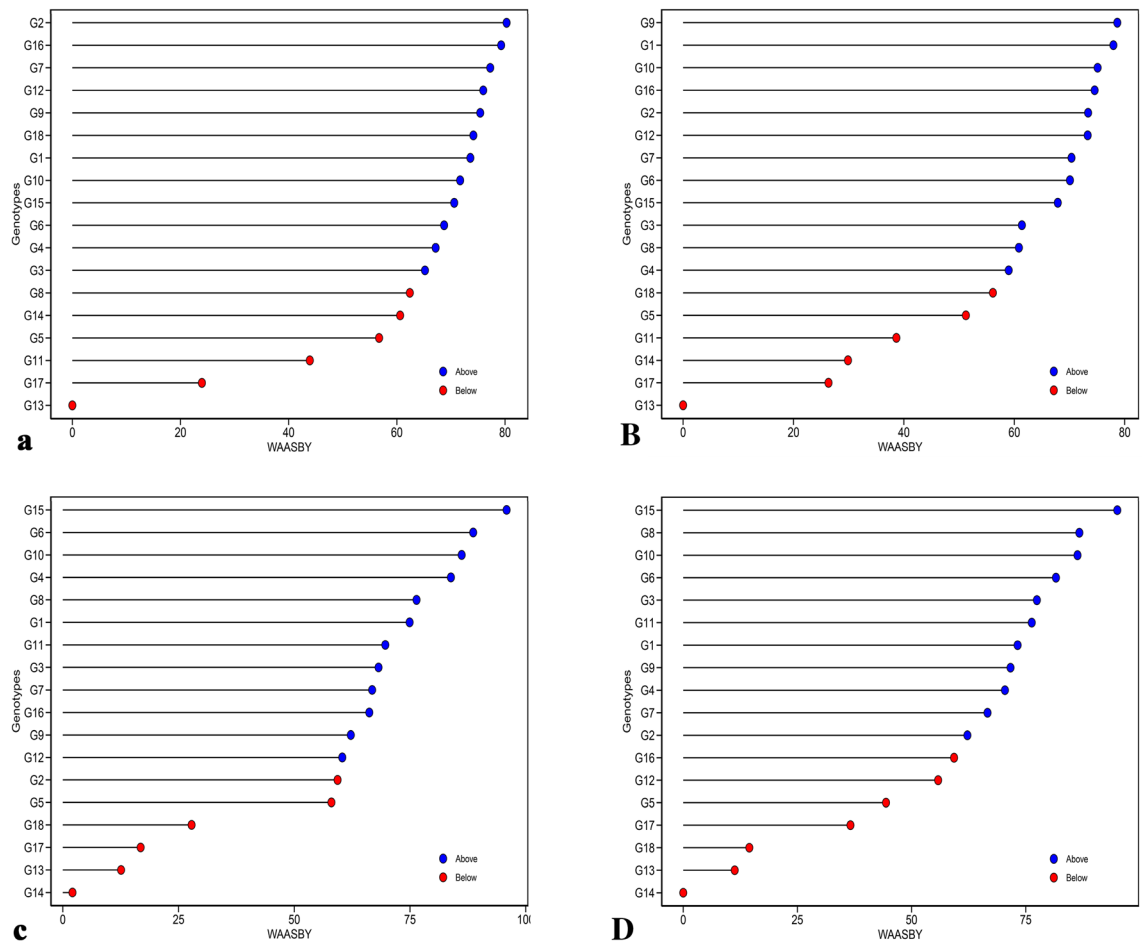 G2
G16
G7
G12
G9
G18
G1
G10
G15
G6
G4
G3
G8
G14
G5
G11
G17
G13
Genotypes
Above
Below
0 20 40 60 80
WAASBY
a
G9
G1
G10
G16
G2
G12
G7
G6
G15
G3
G8
G4
G18
G5
G11
G14
G17
G13
Genotypes
Above
Below
0 20 40 60 80
WAASBY
B
G15
G6
G10
G4
G8
G1
G11
G3
G7
G16
G9
G12
G2
G5
G18
G17
G13
G14
Genotypes
Above
Below
0 25 50 75 10
WAASBY
c
G15
G8
G10
G6
G3
G11
G1
G9
G4
G7
G2
G16
G12
G5
G17
G18
G13
G14
Genotypes
Above
Below
0 25 50 75
WAASBY
D